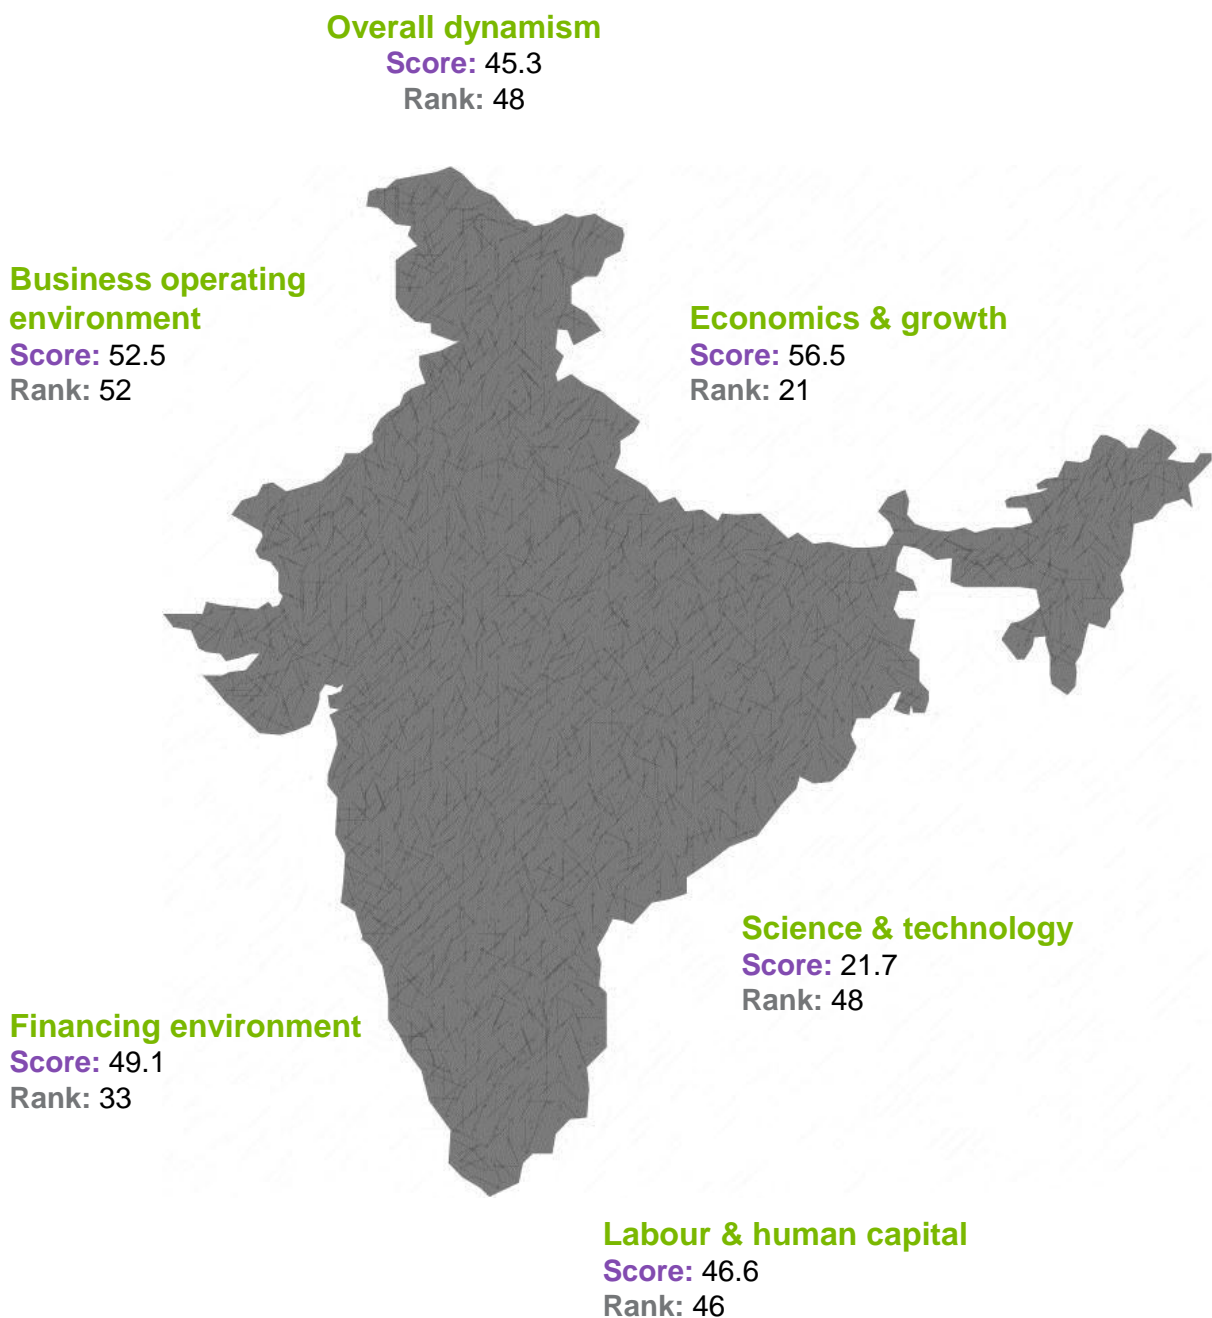 Overall dynamism
Score: 45.3
Rank: 48
Business operating
environment
Score: 52.5
Rank: 52
Economics & growth
Score: 56.5
Rank: 21
Science & technology
Score: 21.7
Rank: 48
Financing environment
Score: 49.1
Rank: 33
Labour & human capital
Score: 46.6
Rank: 46